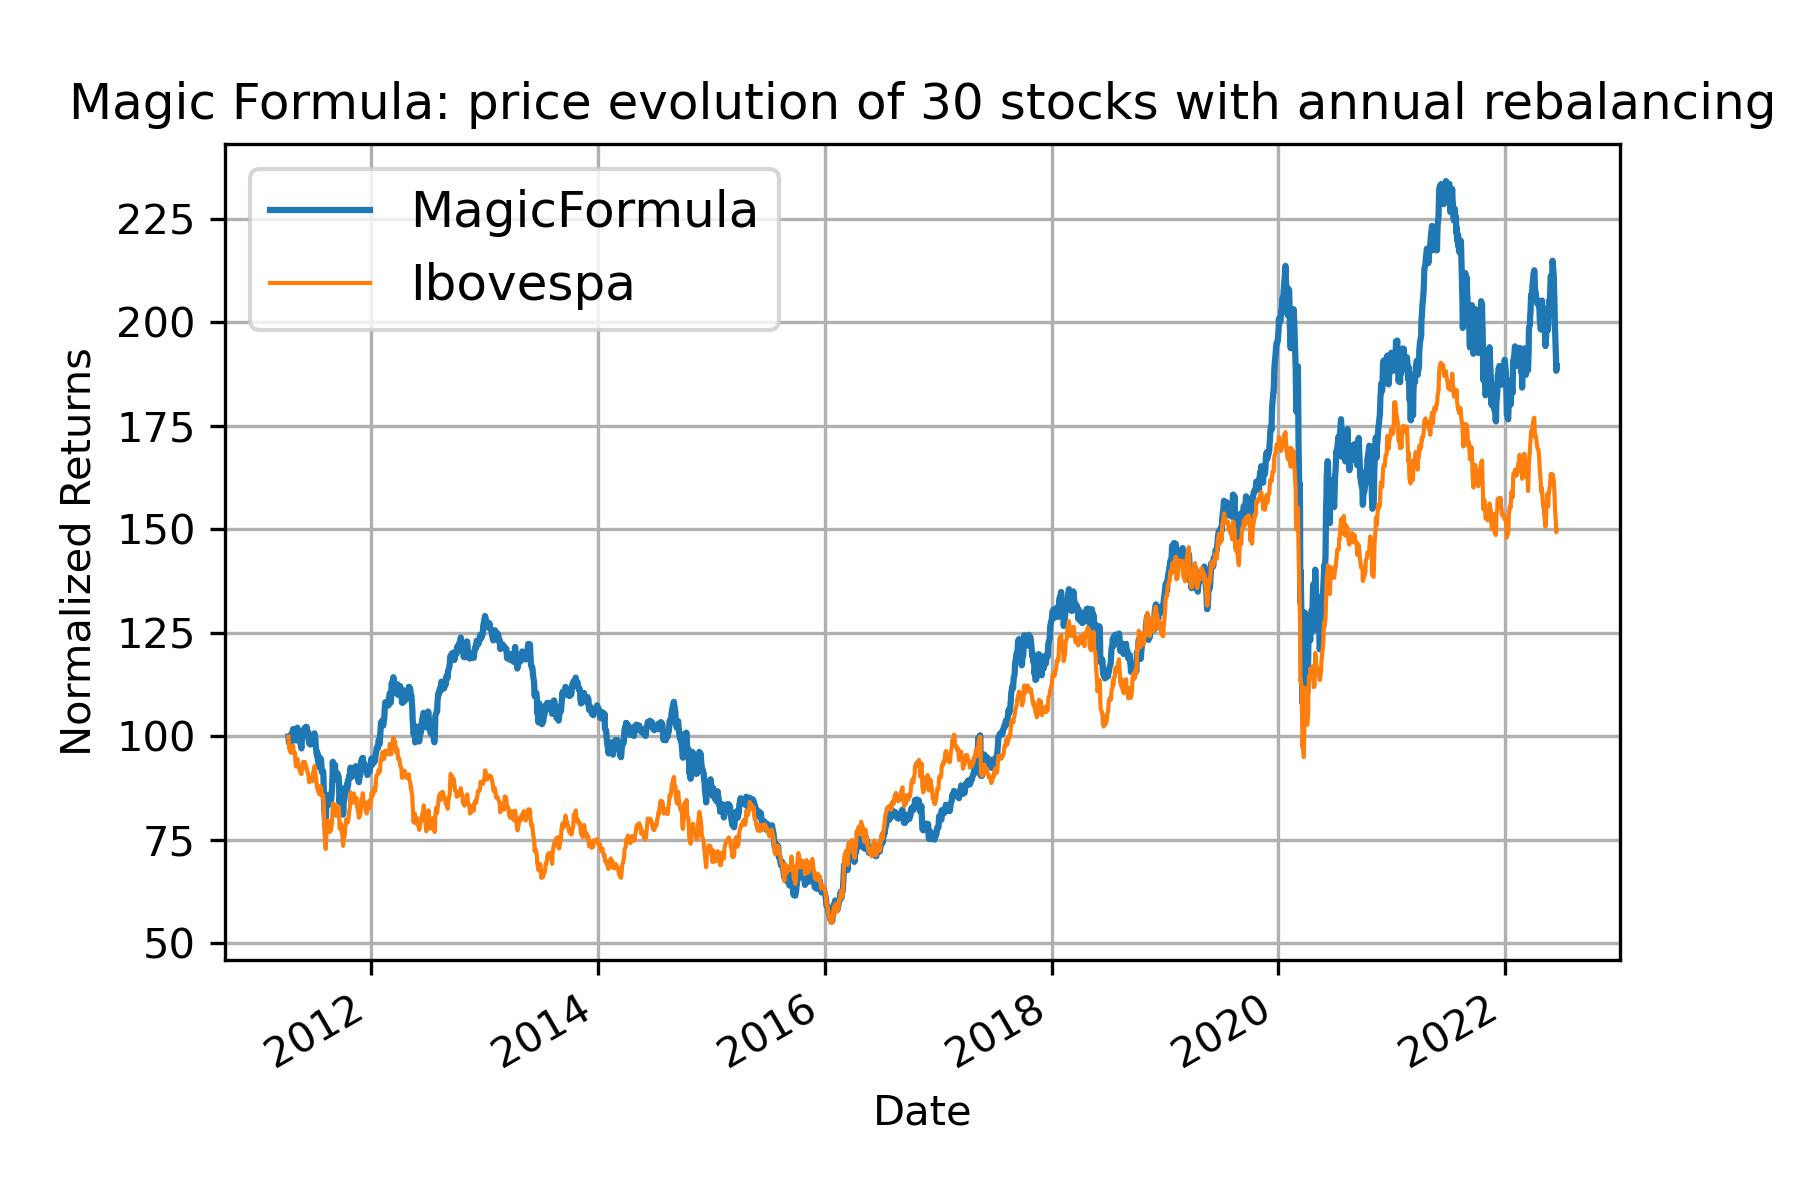 Magic Formula: price evolution of 30 stocks with annual rebalancing
MagicFormula
Ibovespa
Normalized Returns
225
200
175
150
125
100
75
50
2012
2014
2016
2018
2020
2022
Date